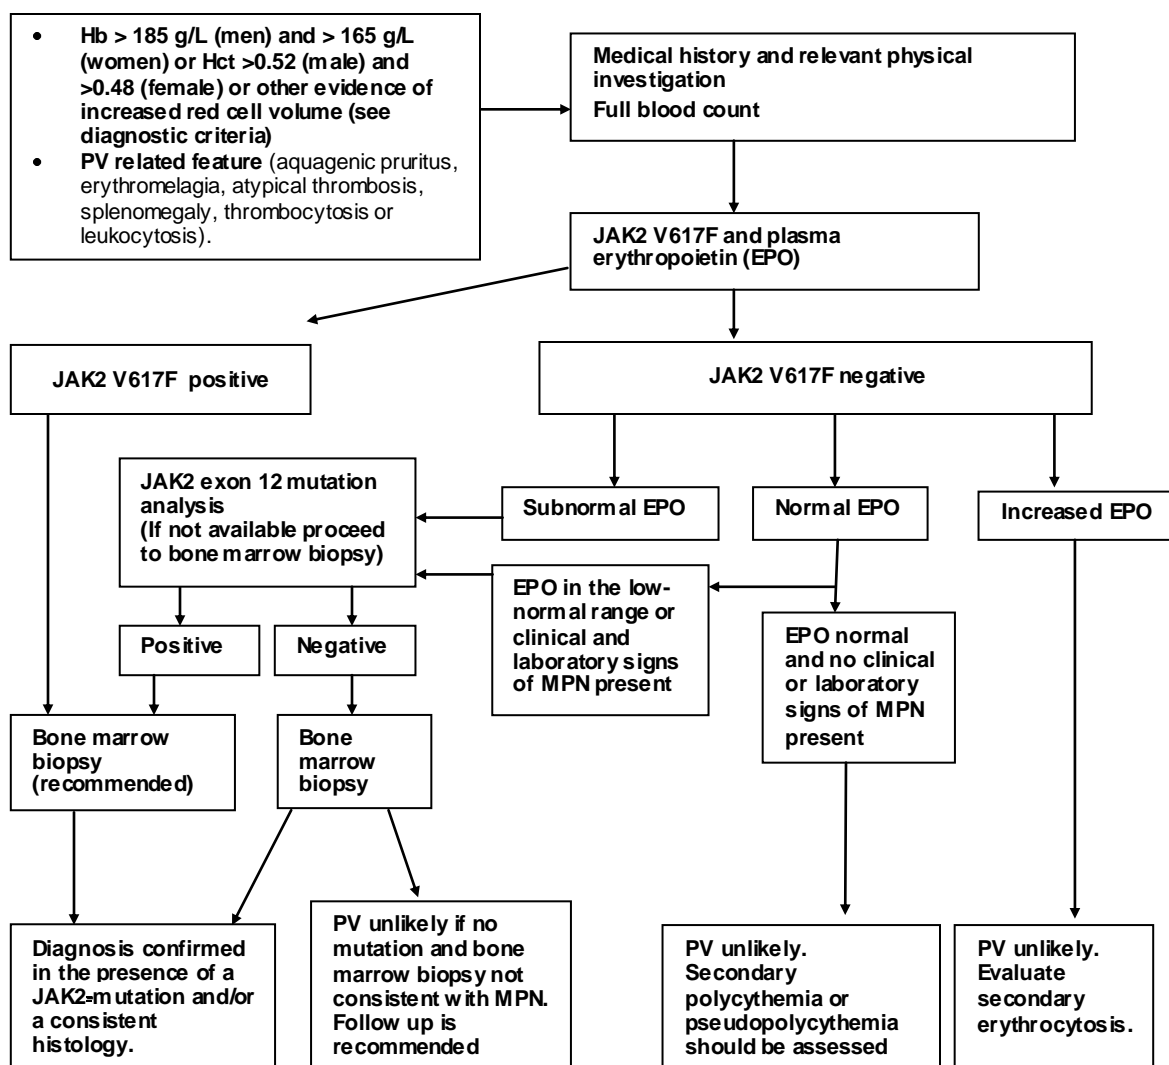 • Hb > 185 g/L (men) and > 165 g/L
(women) or Hct >0.52 (male) and
>0.48 (female) or other evidence of
increased red cell volume (see
diagnostic criteria)
• PV related feature (aquagenic pruritus,
erythromelagia, atypical thrombosis,
splenomegaly, thrombocytosis or
leukocytosis).
Medical history and relevant physical
investigation
Full blood count
JAK2 V617F and plasma
erythropoietin (EPO)
JAK2 V617F positive
JAK2 V617F negative
JAK2 exon 12 mutation
analysis
(If not available proceed
to bone marrow biopsy)
Subnormal EPO
Normal EPO
Increased EPO
EPO in the low-
normal range or
clinical and
laboratory signs
of MPN present
EPO normal
and no clinical
or laboratory
signs of MPN
present
Positive
Negative
Bone marrow
biopsy
(recommended)
Bone
marrow
biopsy
Diagnosis confirmed
in the presence of a
JAK2-mutation and/or
a consistent
histology.
PV unlikely if no
mutation and bone
marrow biopsy not
consistent with MPN.
Follow up is
recommended
PV unlikely.
Secondary
polycythemia or
pseudopolycythemia
should be assessed
PV unlikely.
Evaluate
secondary
erythrocytosis.